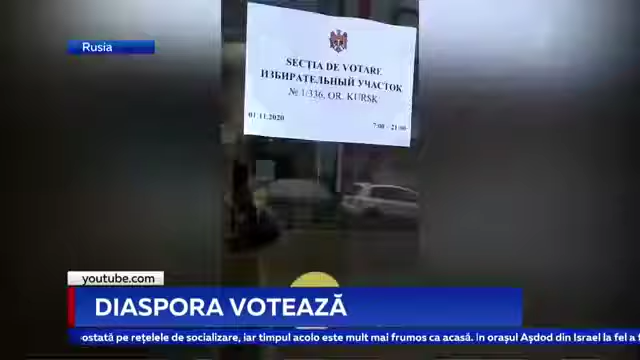 Rusia
SECȚIA DE VOTARE
ИЗБИРАТЕЛЬНЫЙ УЧАСТОК
№ 1/336, OR. KURSK
01.11.2020
7:00 - 21:00
youtube.com
DIASPORA VOTEAZĂ
ostată pe rețelele de socializare, iar timpul acolo este mult mai frumos ca acasă. În orașul Așdod din Israel la fel a f